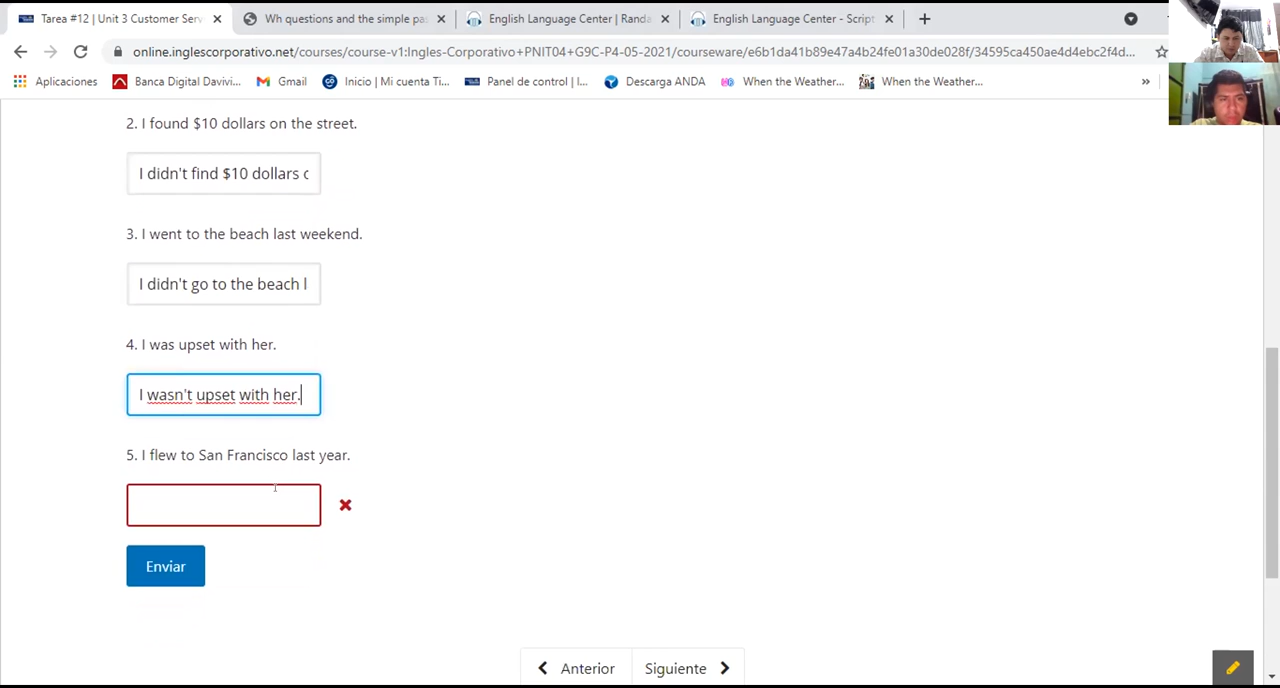 Tarea #12 | Unit 3 Customer Serv
Wh questions and the simple pas
English Language Center | Randa
English Language Center - Script
online.inglescorporativo.net/courses/course-v1:Ingles-Corporativo+PNIT04+G9C-P4-05-2021/courseware/e6b1da41b89e47a4b24fe01a30de028f/34595ca450ae4d4ebc2f4d...
Aplicaciones
Banca Digital Davivi...
Gmail
Inicio | Mi cuenta Ti...
Panel de control | I...
Descarga ANDA
When the Weather...
When the Weather...
»
2. I found $10 dollars on the street.
I didn't find $10 dollars o
3. I went to the beach last weekend.
I didn't go to the beach l
4. I was upset with her.
I wasn't upset with her.
5. I flew to San Francisco last year.
Enviar
Anterior
Siguiente